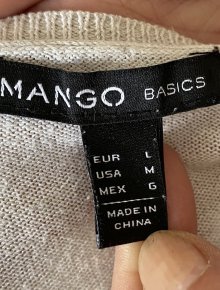 MANGO BASICS
EUR L
USA M
MEX G
MADE IN
CHINA